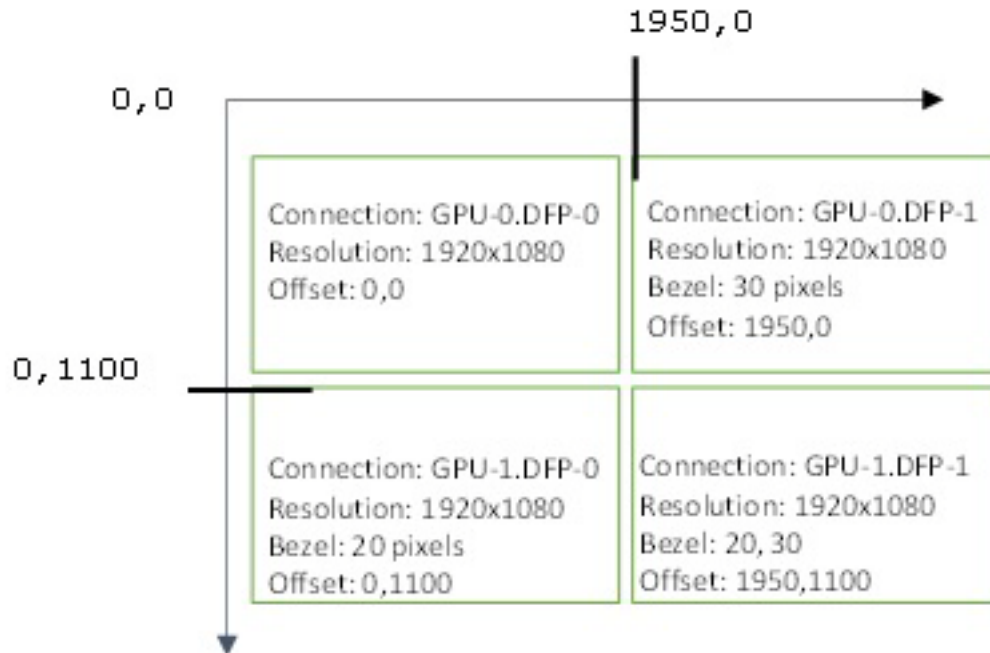 1950,0
0,0
Connection: GPU-0.DFP-0
Resolution: 1920x1080
Offset: 0,0
Connection: GPU-0.DFP-1
Resolution: 1920x1080
Bezel: 30 pixels
Offset: 1950,0
0,1100
Connection: GPU-1.DFP-0
Resolution: 1920x1080
Bezel: 20 pixels
Offset: 0,1100
Connection: GPU-1.DFP-1
Resolution: 1920x1080
Bezel: 20, 30
Offset: 1950,1100